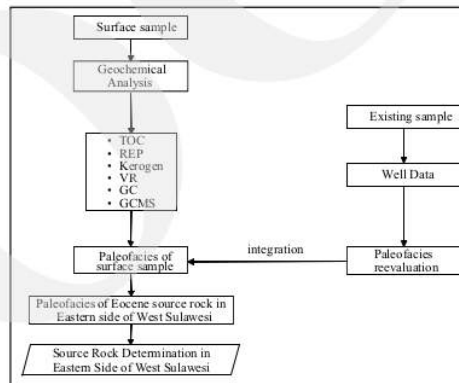 Surface sample
Geochemical
Analysis
• TOC
• REP
• Kerogen
• VR
• GC
• GCMS
Existing sample
Well Data
Paleofacies of
surface sample
integration
Paleofacies
reevaluation
Paleofacies of Eocene source rock in
Eastern side of West Sulawesi
Source Rock Determination in
Eastern Side of West Sulawesi